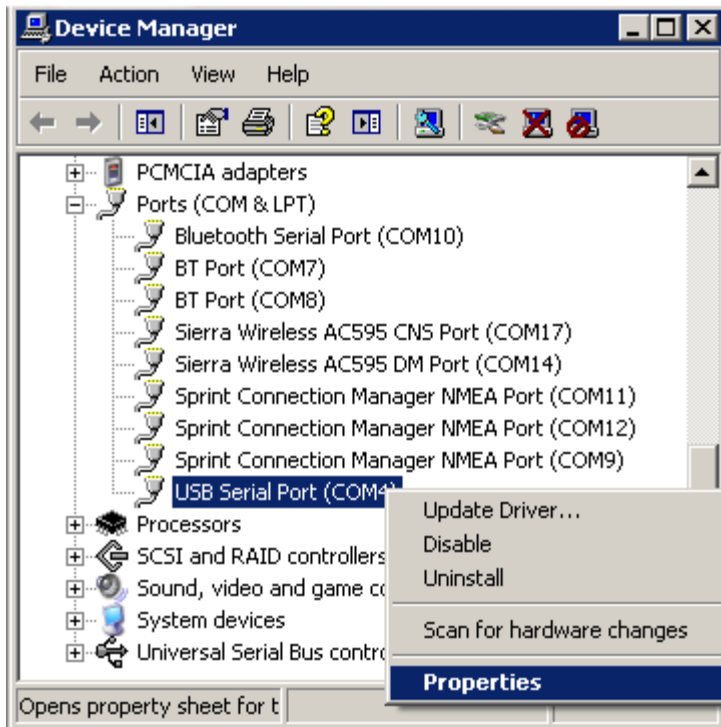 Device Manager
File Action View Help
PCMCIA adapters
Ports (COM & LPT)
Bluetooth Serial Port (COM10)
BT Port (COM7)
BT Port (COM8)
Sierra Wireless AC595 CNS Port (COM17)
Sierra Wireless AC595 DM Port (COM14)
Sprint Connection Manager NMEA Port (COM11)
Sprint Connection Manager NMEA Port (COM12)
Sprint Connection Manager NMEA Port (COM9)
USB Serial Port (COM4)
Processors
SCSI and RAID controllers
Sound, video and game co
System devices
Universal Serial Bus contro
Update Driver...
Disable
Uninstall
Scan for hardware changes
Properties
Opens property sheet for t